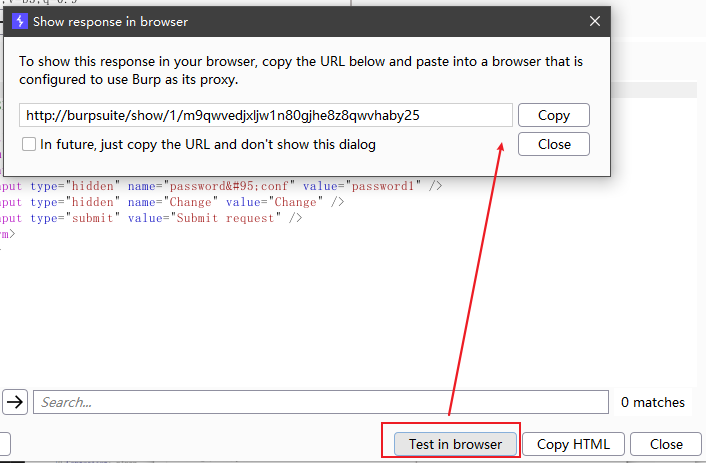 Show response in browser
To show this response in your browser, copy the URL below and paste into a browser that is
configured to use Burp as its proxy.
http://burpsuite/show/1/m9qwvedjxljw1n80gjhe8z8qwvhaby25
Copy
In future, just copy the URL and don't show this dialog
Close
nput type="hidden" name="password&#95;conf" value="password1" />
nput type="hidden" name="Change" value="Change" />
nput type="submit" value="Submit request" />
rm>
Search...
0 matches
Test in browser
Copy HTML
Close